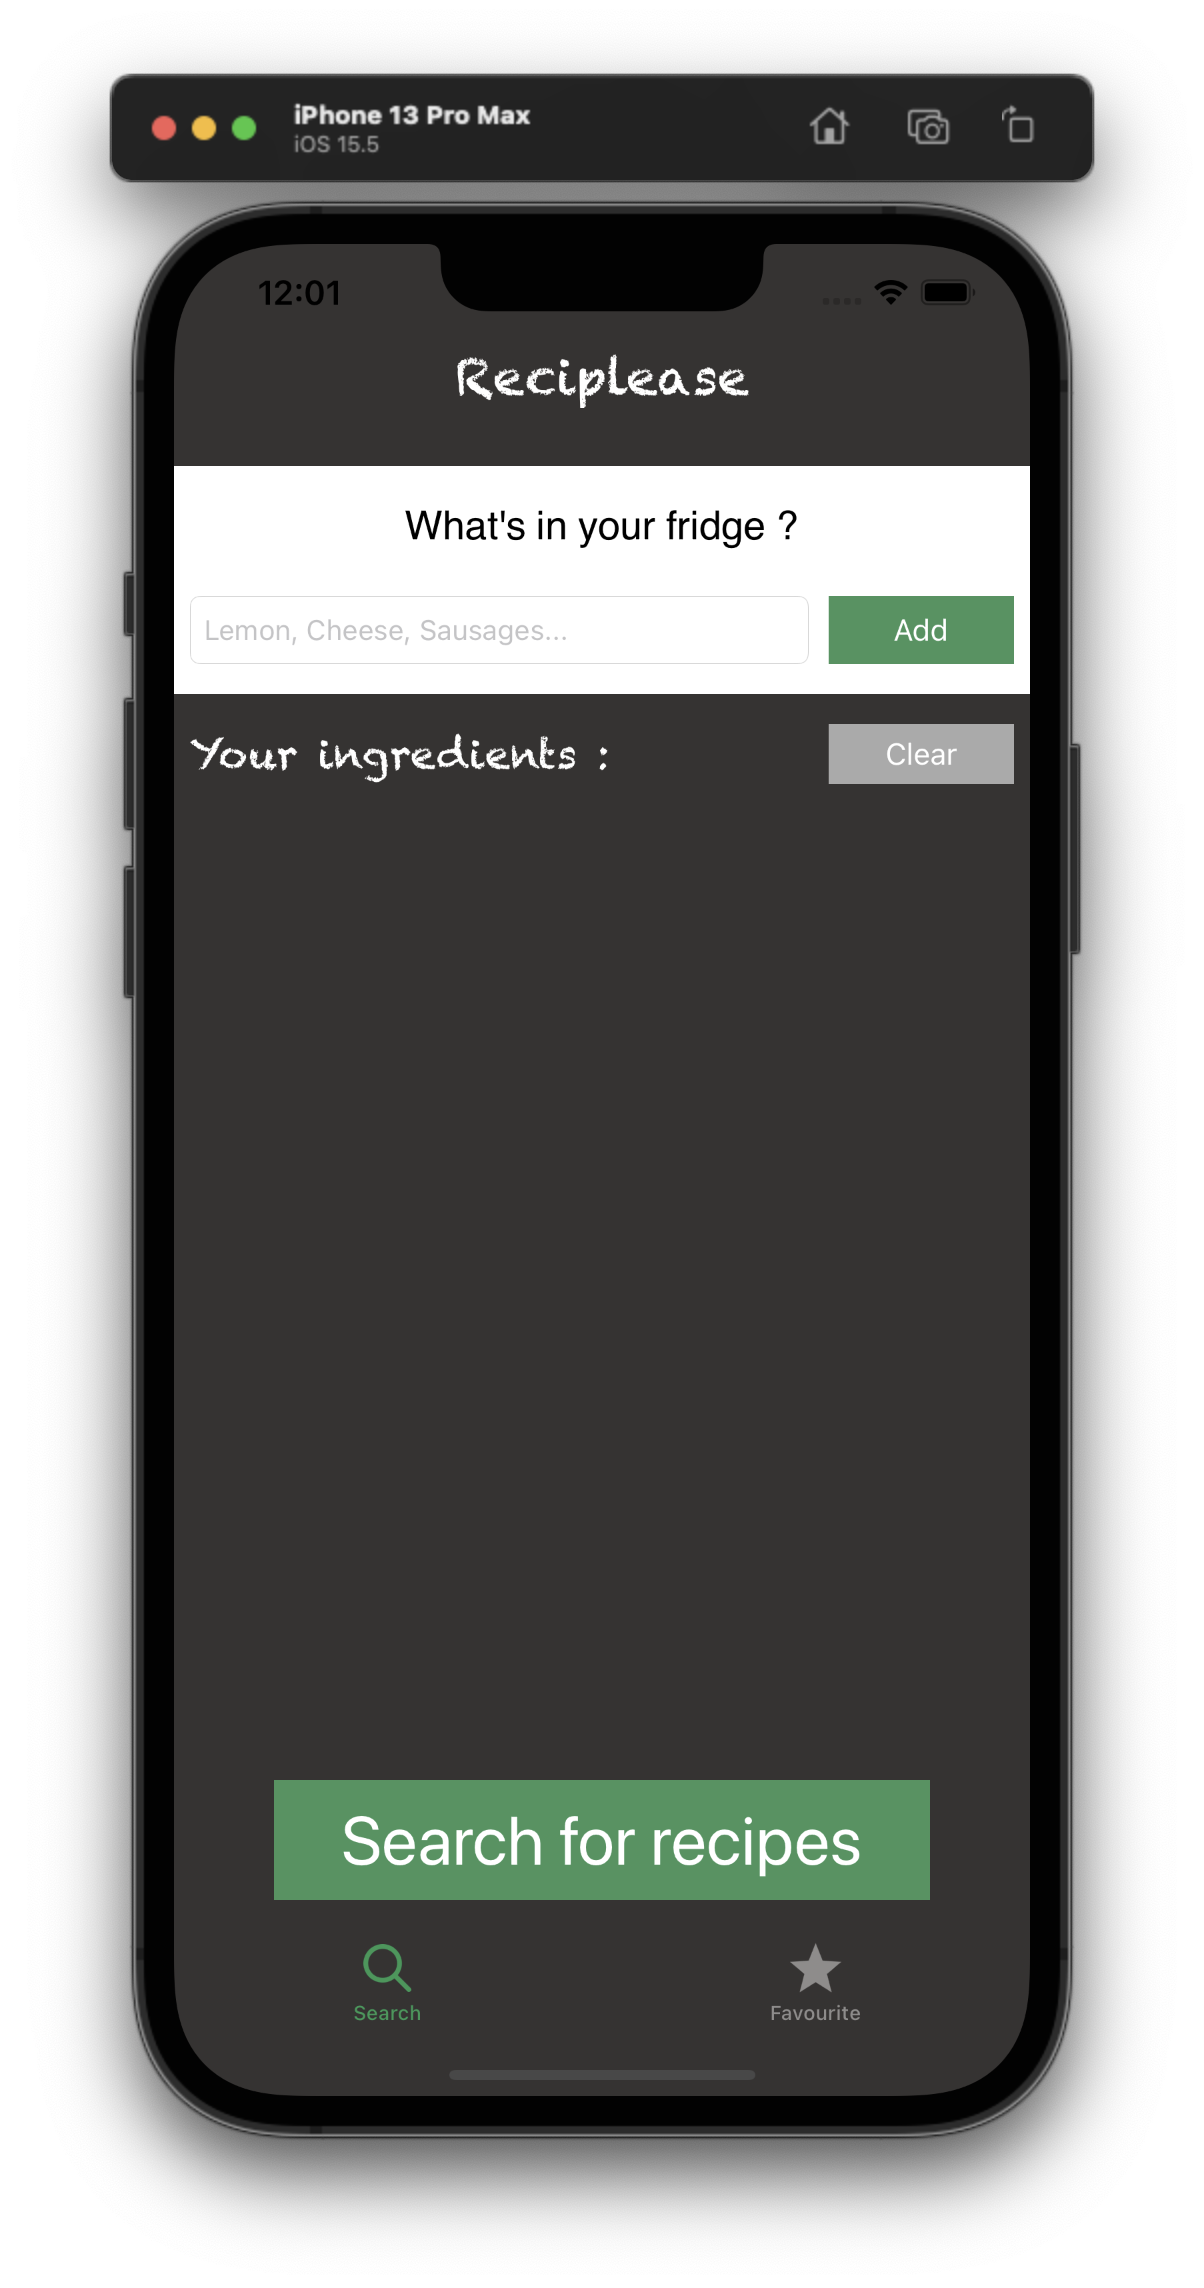 iPhone 13 Pro Max
iOS 15.5
12:01
Reciplease
What's in your fridge ?
Lemon, Cheese, Sausages...
Add
Your ingredients :
Clear
Search for recipes
Search
Favourite